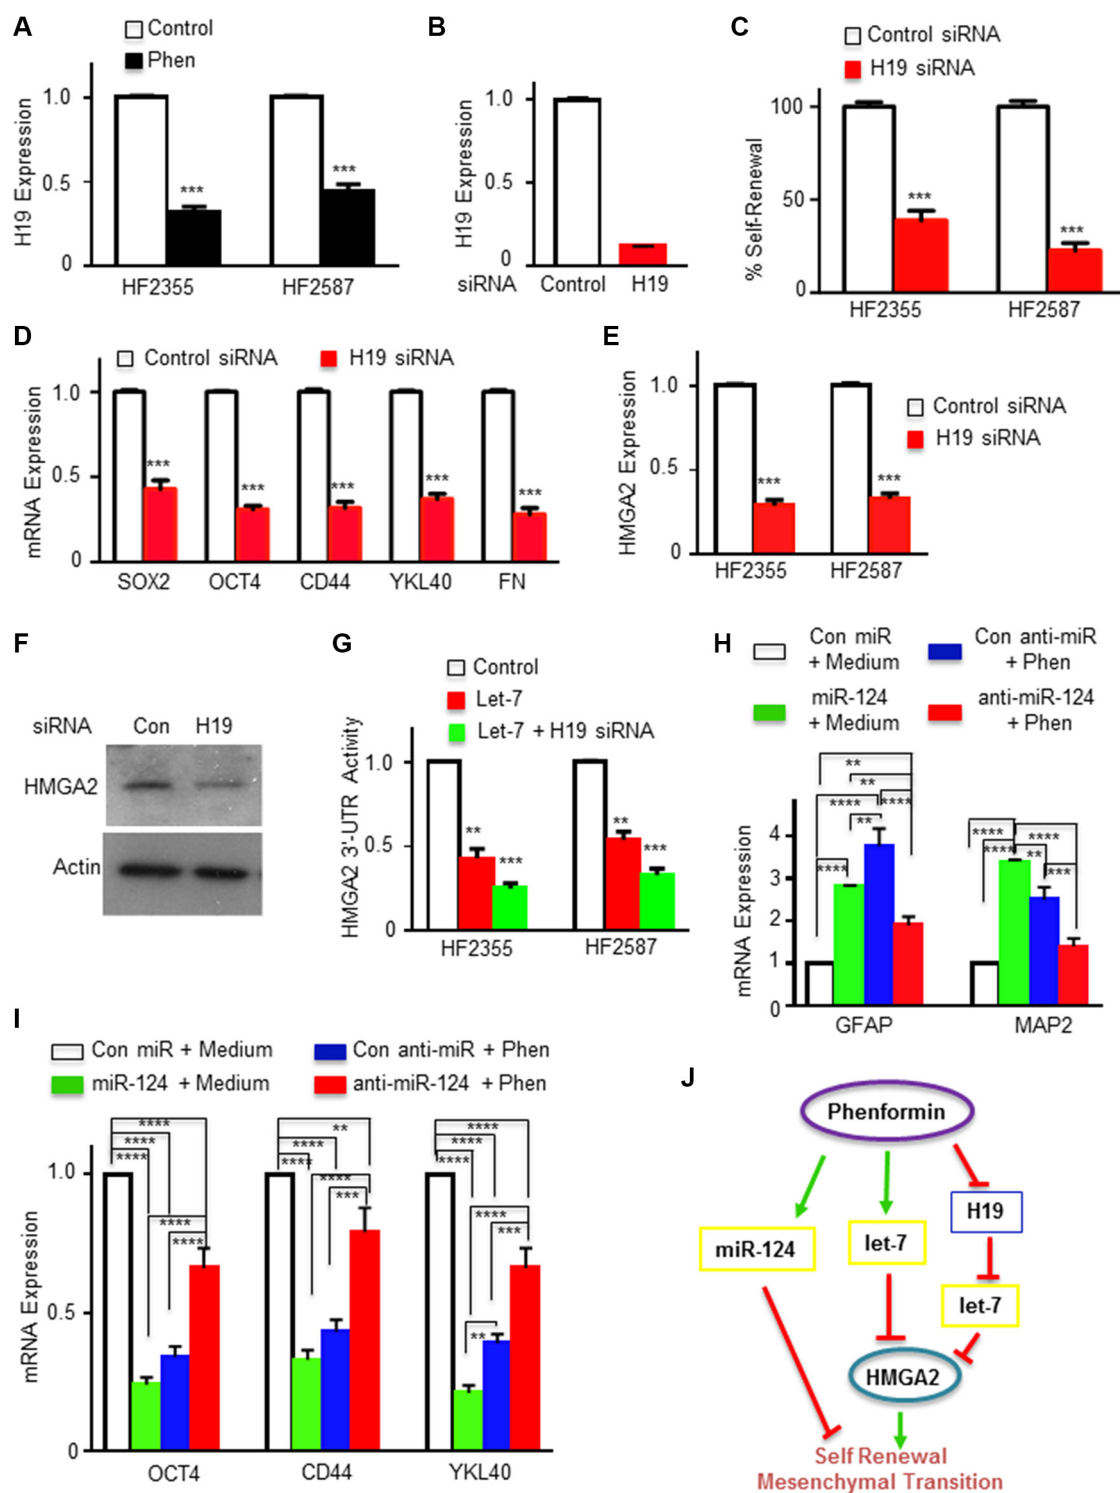 A
Control
Phen
H19 Expression
1.0
0.5
0
***
***
HF2355
HF2587
B
H19 Expression
1.0
0.5
0
siRNA
Control
H19
C
Control siRNA
H19 siRNA
% Self-Renewal
100
50
0
***
***
HF2355
HF2587
D
Control siRNA
H19 siRNA
mRNA Expression
1.0
0.5
0
***
***
***
***
***
SOX2
OCT4
CD44
YKL40
FN
E
HMGA2 Expression
1.0
0.5
0
Control siRNA
H19 siRNA
***
***
HF2355
HF2587
F
siRNA
Con
H19
HMGA2
Actin
G
Control
Let-7
Let-7 + H19 siRNA
HMGA2 3'-UTR Activity
1.0
0.5
0
**
***
**
***
HF2355
HF2587
H
Con miR
+ Medium
Con anti-miR
+ Phen
miR-124
+ Medium
anti-miR-124
+ Phen
mRNA Expression
4
3
2
1
0
**
**
****
****
**
****
****
****
****
**
***
GFAP
MAP2
I
Con miR + Medium
Con anti-miR + Phen
miR-124 + Medium
anti-miR-124 + Phen
mRNA Expression
1.0
0.5
0
****
****
****
****
****
**
****
****
****
***
****
****
****
****
***
**
OCT4
CD44
YKL40
J
Phenformin
H19
miR-124
let-7
let-7
HMGA2
Self Renewal
Mesenchymal Transition